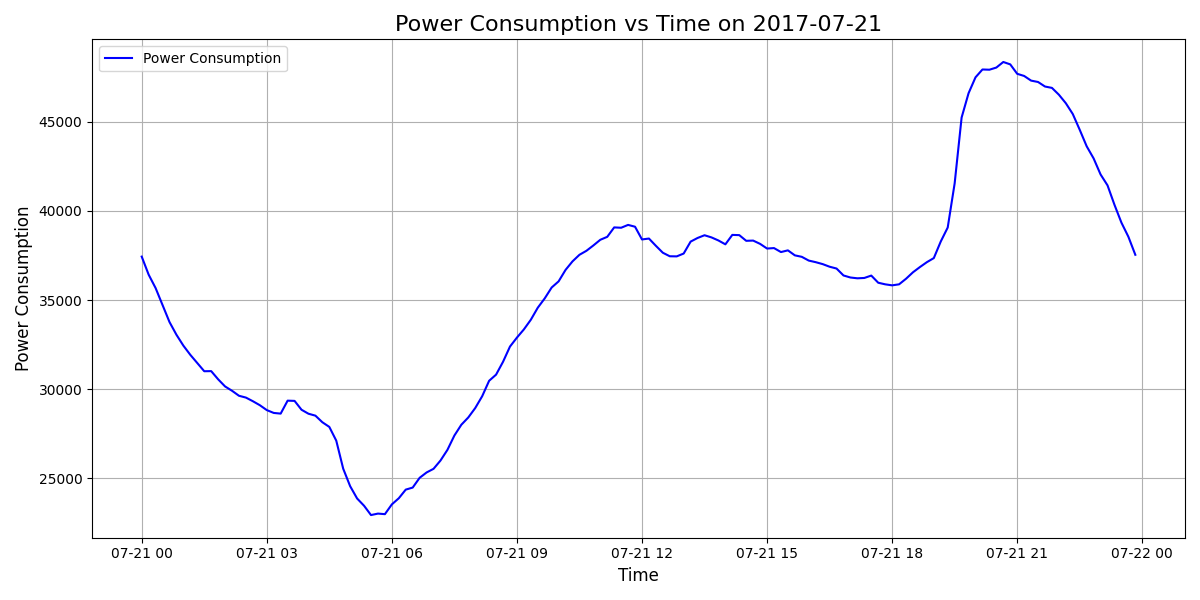 Power Consumption vs Time on 2017-07-21
Power Consumption
Power Consumption
45000
40000
35000
30000
25000
07-21 00 07-21 03 07-21 06 07-21 09 07-21 12 07-21 15 07-21 18 07-21 21 07-22 00
Time